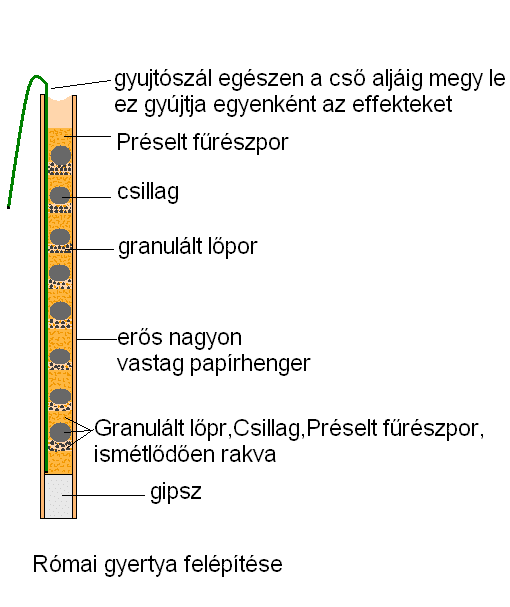 gyujtószál egészen a cső aljáig megy le
ez gyújtja egyenként az effekteket
Préselt fűrészpor
csillag
granulált lőpor
erős nagyon
vastag papírhenger
Granulált lőpr,Csillag,Préselt fűrészpor,
ismétlődően rakva
gipsz
Római gyertya felépítése